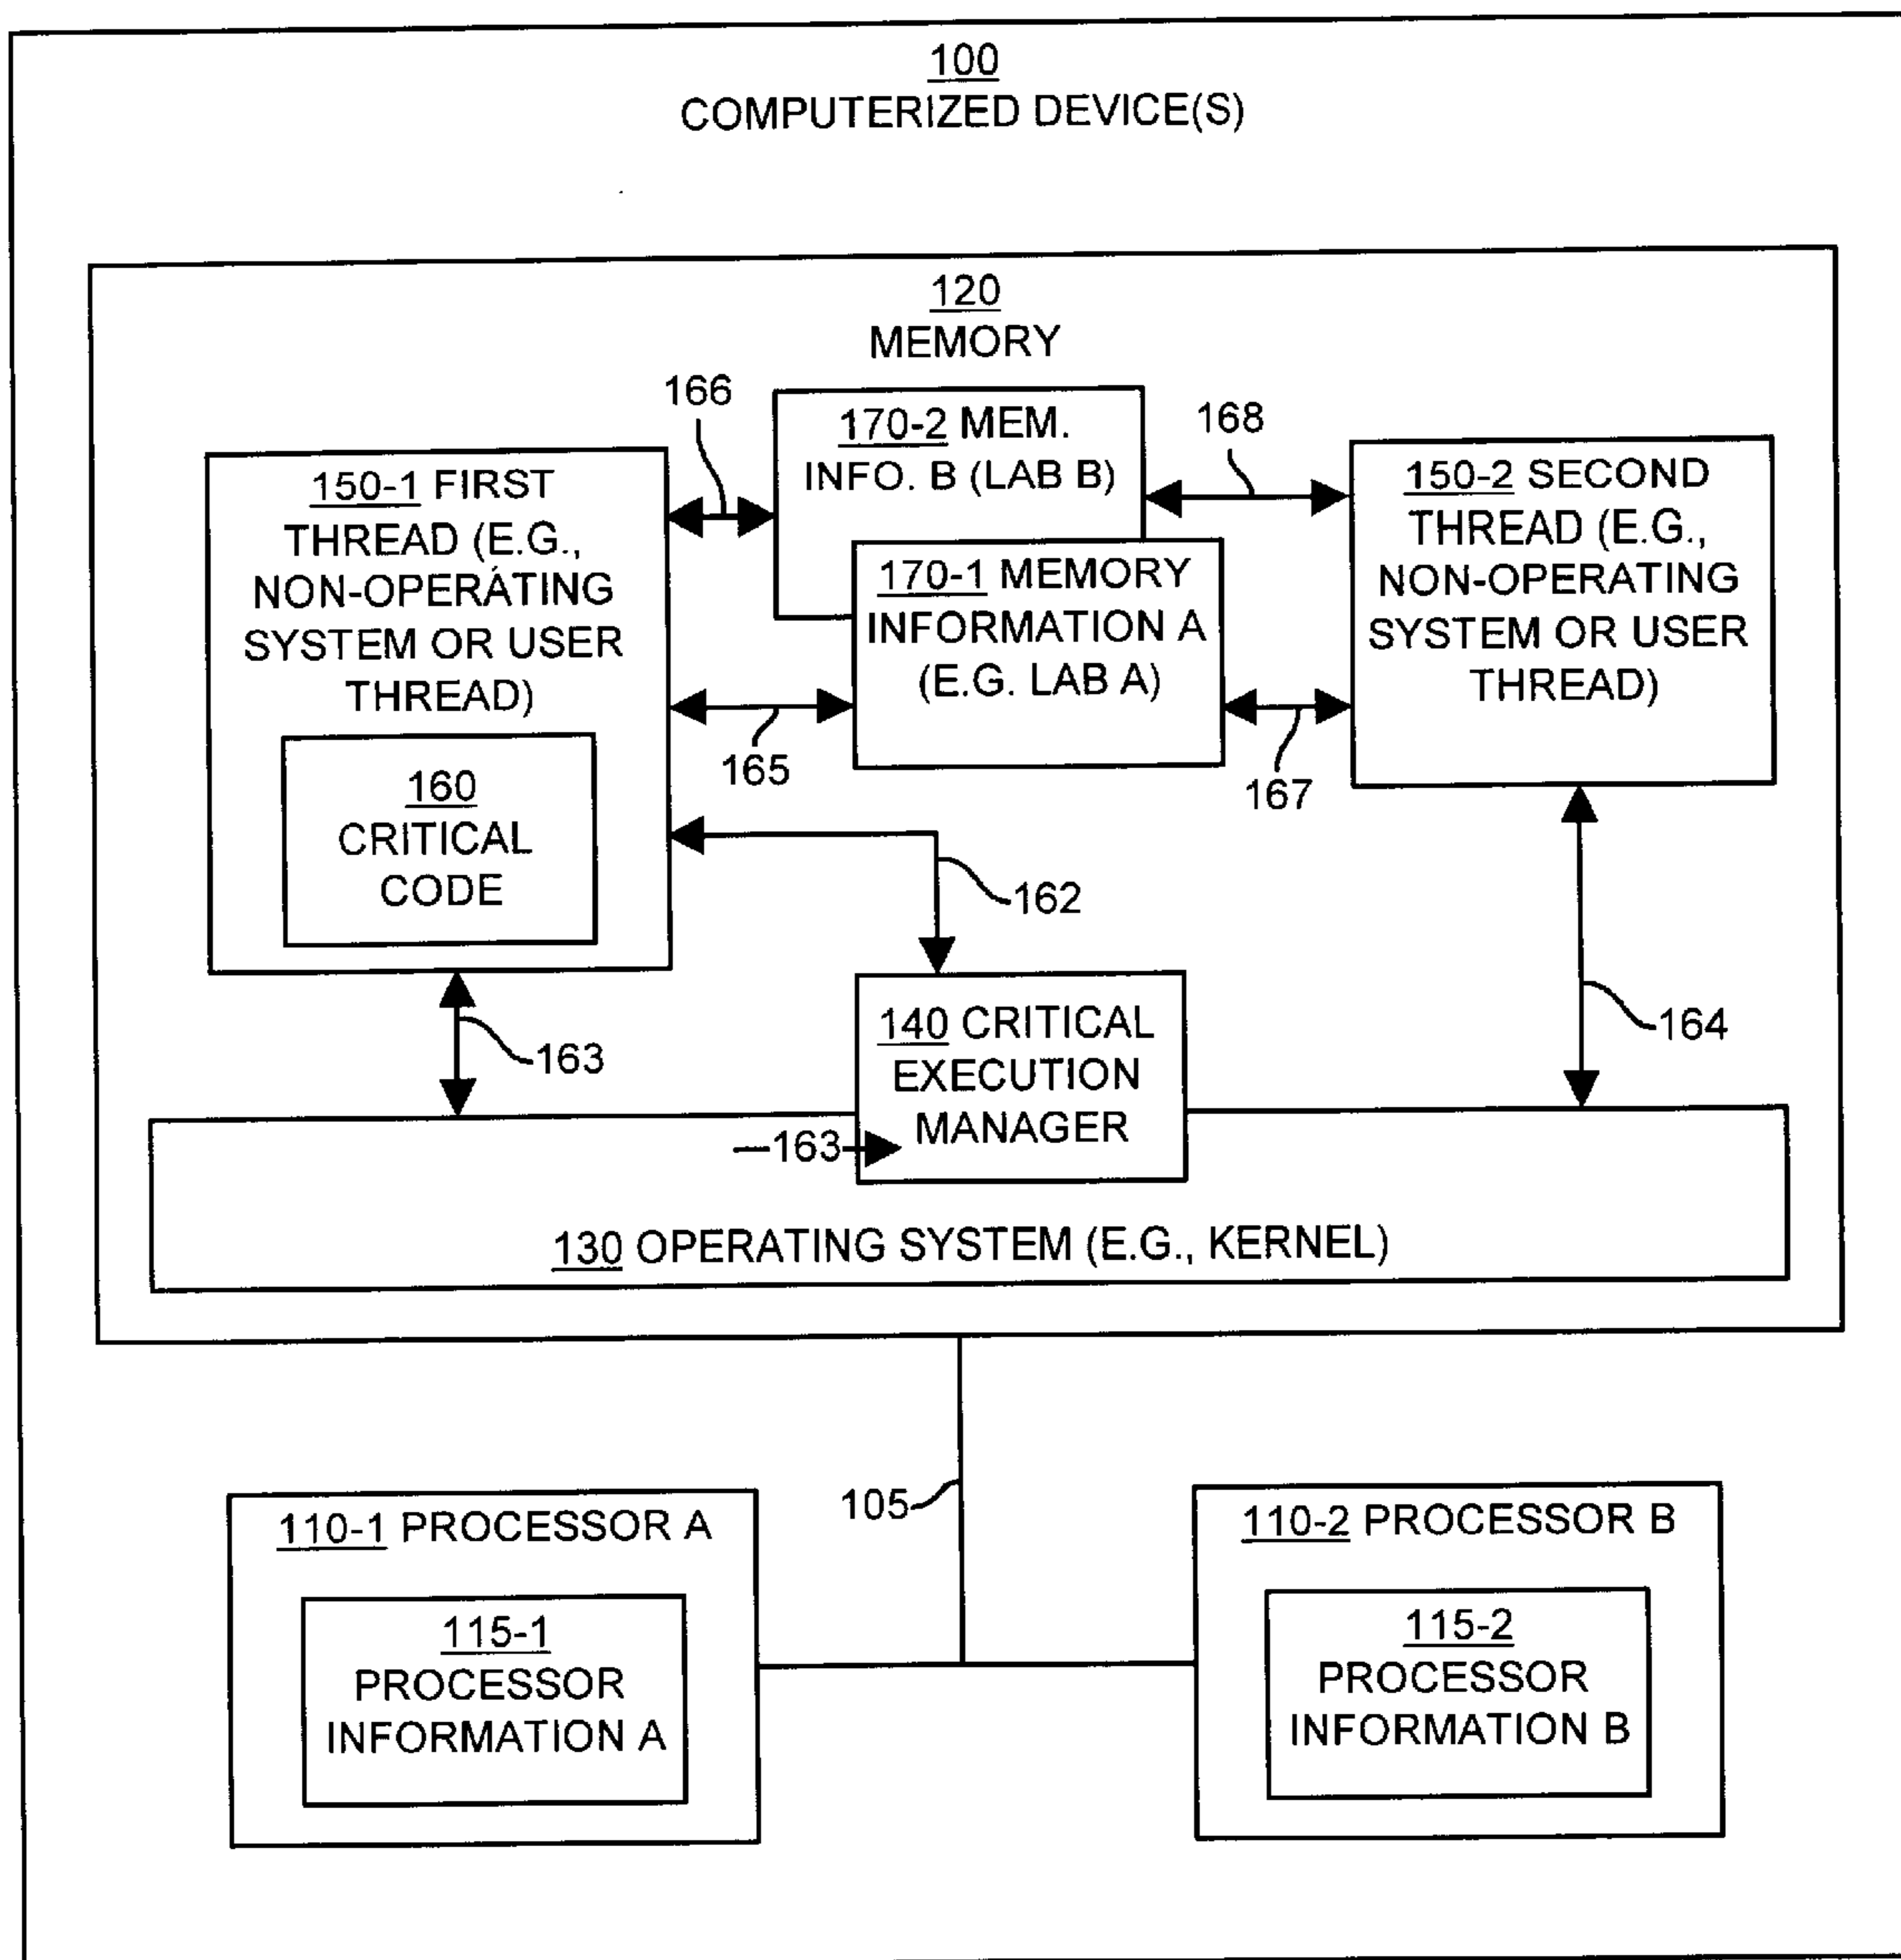 100
COMPUTERIZED DEVICE(S)
120
MEMORY
166
170-2 MEM.
INFO. B (LAB B)
168
150-1 FIRST
THREAD (E.G.,
NON-OPERATING
SYSTEM OR USER
THREAD)
170-1 MEMORY
INFORMATION A
(E.G. LAB A)
150-2 SECOND
THREAD (E.G.,
NON-OPERATING
SYSTEM OR USER
THREAD)
165
167
160
CRITICAL
CODE
162
163
140 CRITICAL
EXECUTION
MANAGER
164
163
130 OPERATING SYSTEM (E.G., KERNEL)
105
110-1 PROCESSOR A
115-1
PROCESSOR
INFORMATION A
110-2 PROCESSOR B
115-2
PROCESSOR
INFORMATION B